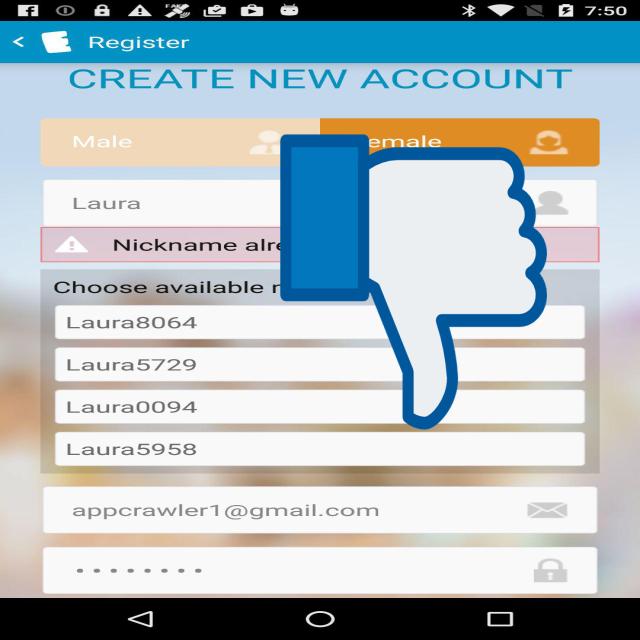 7:50
Register
CREATE NEW ACCOUNT
Male
emale
Laura
Nickname
Choose available
Laura8064
Laura5729
Laura0094
Laura5958
appcrawler1@gmail.com